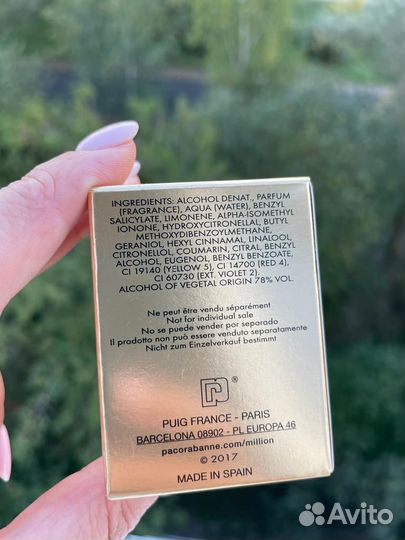 INGREDIENTS: ALCOHOL DENAT., PARFUM
(FRAGRANCE), AQUA (WATER), BENZYL
SALICYLATE, LIMONENE, ALPHA-ISOMETHYL
IONONE, HYDROXYCITRONELLAL, BUTYL
METHOXYDIBENZOYLMETHANE,
GERANIOL, HEXYL CINNAMAL, LINALOOL,
CITRONELLOL, COUMARIN, CITRAL, BENZYL
ALCOHOL, EUGENOL, BENZYL BENZOATE,
CI 19140 (YELLOW 5), CI 14700 (RED 4),
CI 60730 (EXT. VIOLET 2).
ALCOHOL OF VEGETAL ORIGIN 78% VOL.
Ne peut être vendu séparément
Not for individual sale
No se puede vender por separado
Il prodotto non può essere venduto separatamente
Nicht zum Einzelverkauf bestimmt
®
PUIG FRANCE - PARIS
BARCELONA 08902 - PL EUROPA 46
pacorabanne.com/million
© 2017
MADE IN SPAIN
Avito